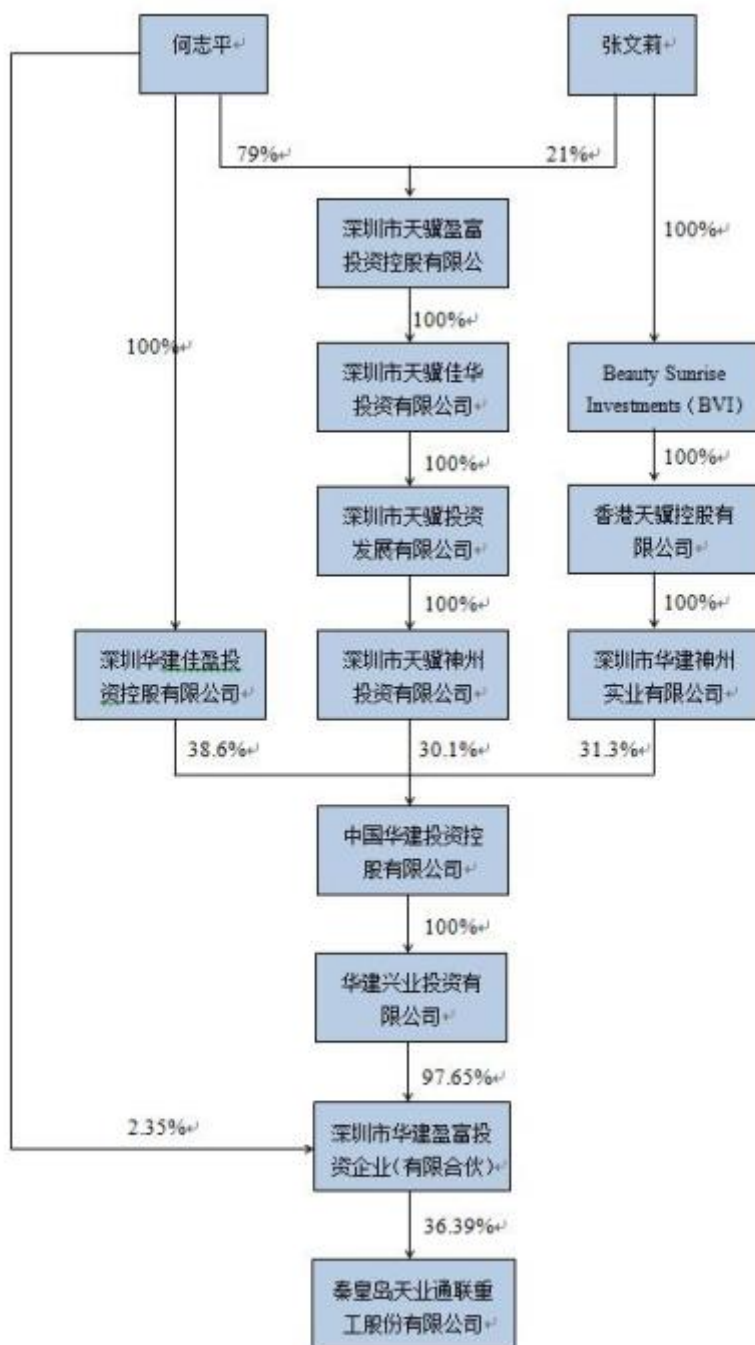 何志平
张文莉
79%
21%
深圳市天骥盈富
投资控股有限公
100%
100%
100%
深圳市天骥佳华
投资有限公司
Beauty Sunrise
Investments（BVI）
100%
100%
深圳市天骥投资
发展有限公司
香港天骥控股有
限公司
100%
100%
深圳华建佳盈投
资控股有限公司
深圳市天骥神州
投资有限公司
深圳市华建神州
实业有限公司
38.6%
30.1%
31.3%
中国华建投资控
股有限公司
100%
华建兴业投资有
限公司
97.65%
2.35%
深圳市华建盈富投
资企业（有限合伙）
36.39%
秦皇岛天业通联重
工股份有限公司